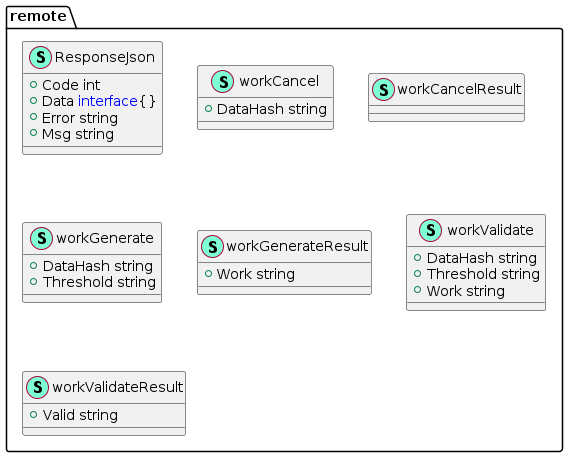 remote
S ResponseJson
Code int
Data interface{}
Error string
Msg string
S workCancel
DataHash string
S workCancelResult
S workGenerate
DataHash string
Threshold string
S workGenerateResult
Work string
S workValidate
DataHash string
Threshold string
Work string
S workValidateResult
Valid string